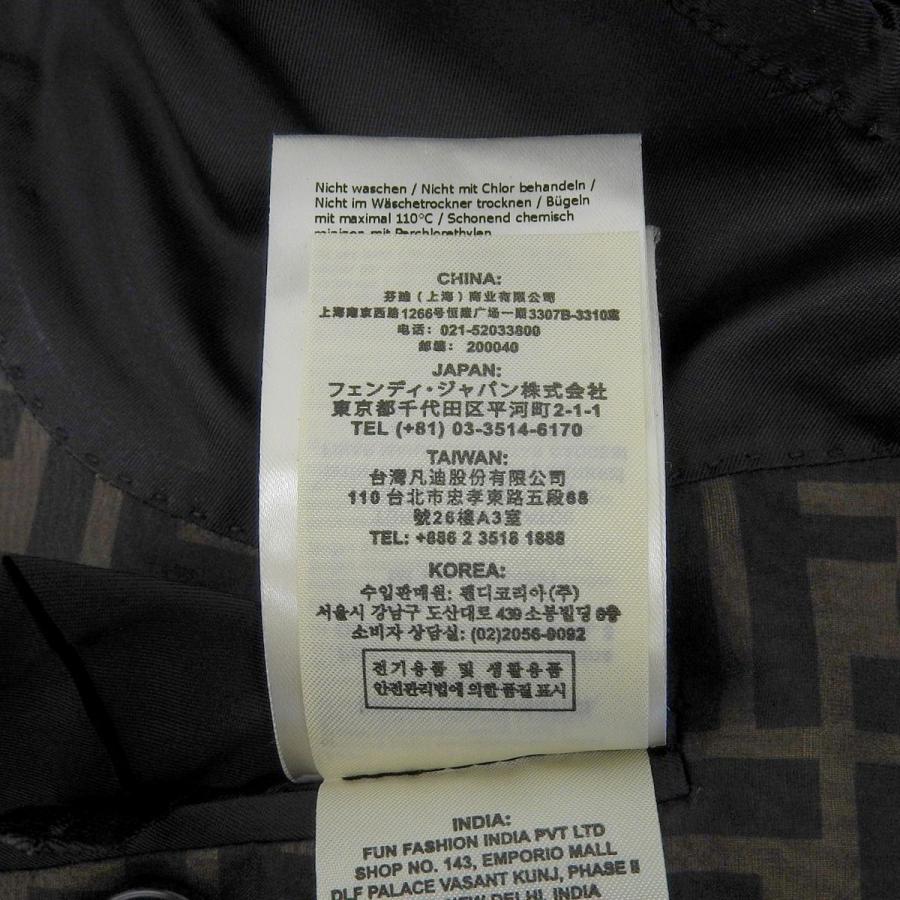 Nicht waschen / Nicht mit Chlor behandeln /
Nicht im Wäschetrockner trocknen / Bügeln
mit maximal 110°C / Schonend chemisch
mit Perchlorethylen
CHINA:
芬迪（上海）商业有限公司
上海南京西路1266号恒隆广场一期3307B-3310室
电话: 021-52033800
邮编: 200040
JAPAN:
フェンディ・ジャパン株式会社
東京都千代田区平河町2-1-1
TEL (+81) 03-3514-6170
TAIWAN:
台灣凡迪股份有限公司
110 台北市忠孝東路五段68
號26樓A3室
TEL: +886 2 3518 1888
KOREA:
수입판매원: 펜디코리아(주)
서울시 강남구 도산대로 439 소봉빌딩 6층
소비자 상담실: (02)2056-9092
전기용품 및 생활용품
안전관리법에 의한 품질 표시
INDIA:
FUN FASHION INDIA PVT LTD
SHOP NO. 143, EMPORIO MALL
DLF PALACE VASANT KUNJ, PHASE II
NEW DELHI, INDIA